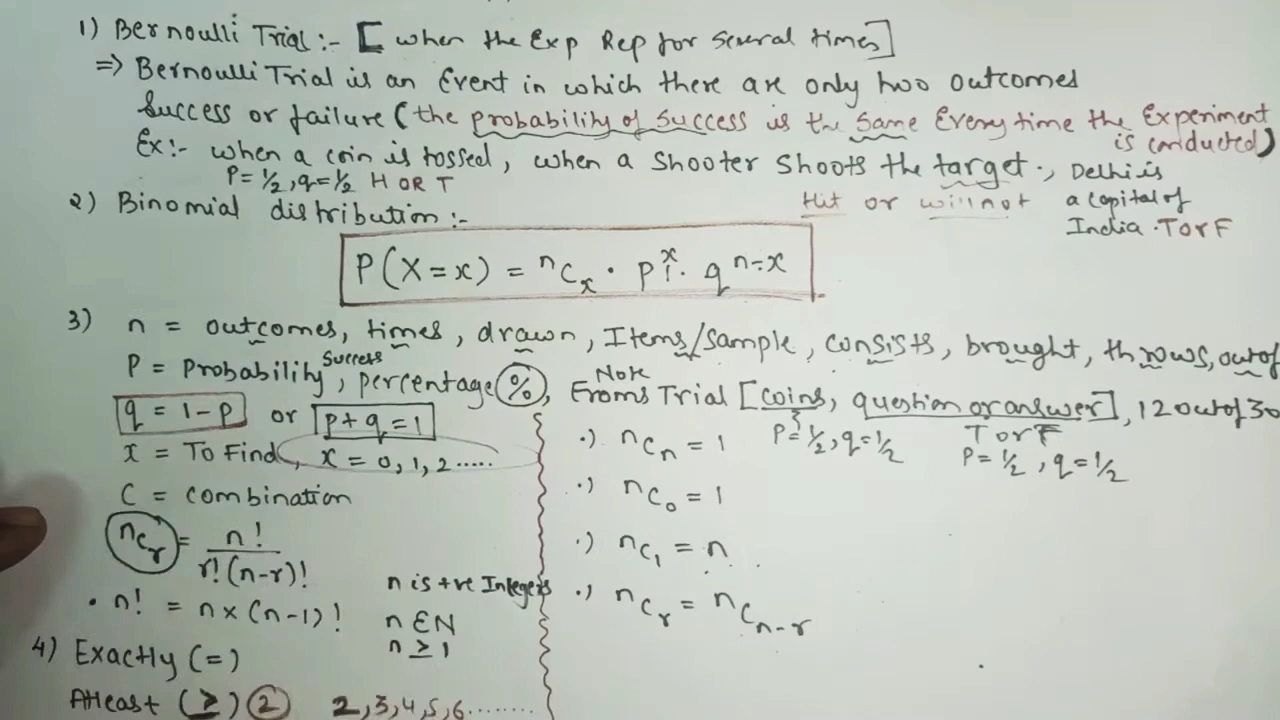 1) Bernoulli Trial:- [when the Exp Rep for several times]
=> Bernoulli Trial is an Event in which there are only two outcomes
Success or failure (the probability of success is the same Every time the Experiment
is conducted)
Ex:- when a coin is tossed, when a shooter shoots the target., Delhi is
P=1/2, q=1/2 H OR T
Hit or will not
a capital of
India. T or F
2) Binomial distribution:-
P(X=x) = ⁿCₓ · pˣ · qⁿ⁻ˣ
3) n = outcomes, times, drawn, Items/sample, consists, brought, throws, out of
P = Probability Success, percentage %, From Trial [coins, question or answer], 12 out of 30
Note
q = 1-p or p+q=1
P=1/2, q=1/2
T or F
P=1/2, q=1/2
x = To Find, x = 0, 1, 2.....
C = combination
nCr = n!/r!(n-r)!
• n! = n×(n-1)!
n is +ve Integers
n ∈ N
n ≥ 1
·) nCn = 1
·) nC0 = 1
·) nC1 = n
·) nCr = nCn-r
4) Exactly (=)
Atleast (≥) 2 2,3,4,5,6........